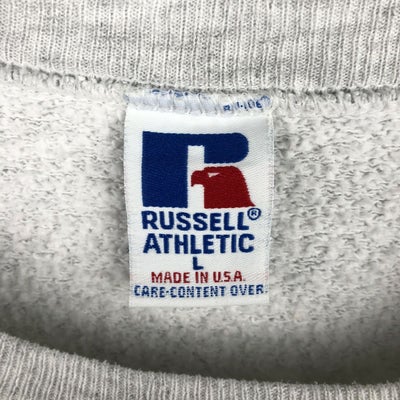 R
RUSSELL®
ATHLETIC
L
MADE IN U.S.A.
CARE-CONTENT OVER